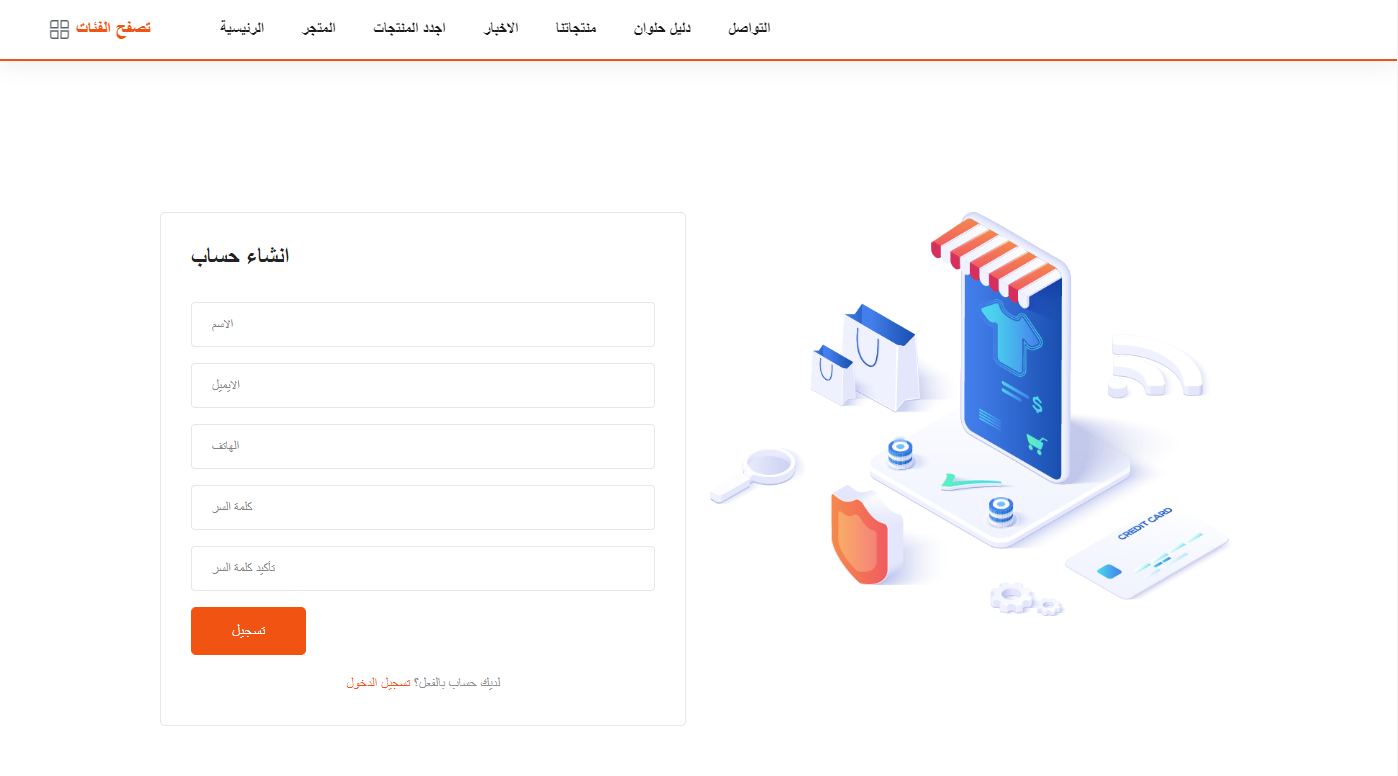 تصفح الفئات
الرئيسية
المتجر
اجدد المنتجات
الاخبار
منتجاتنا
دليل حلوان
التواصل
انشاء حساب
الاسم
الايميل
الهاتف
كلمة السر
تأكيد كلمة السر
تسجيل
لديك حساب بالفعل؟ تسجيل الدخول
$
CREDIT CARD